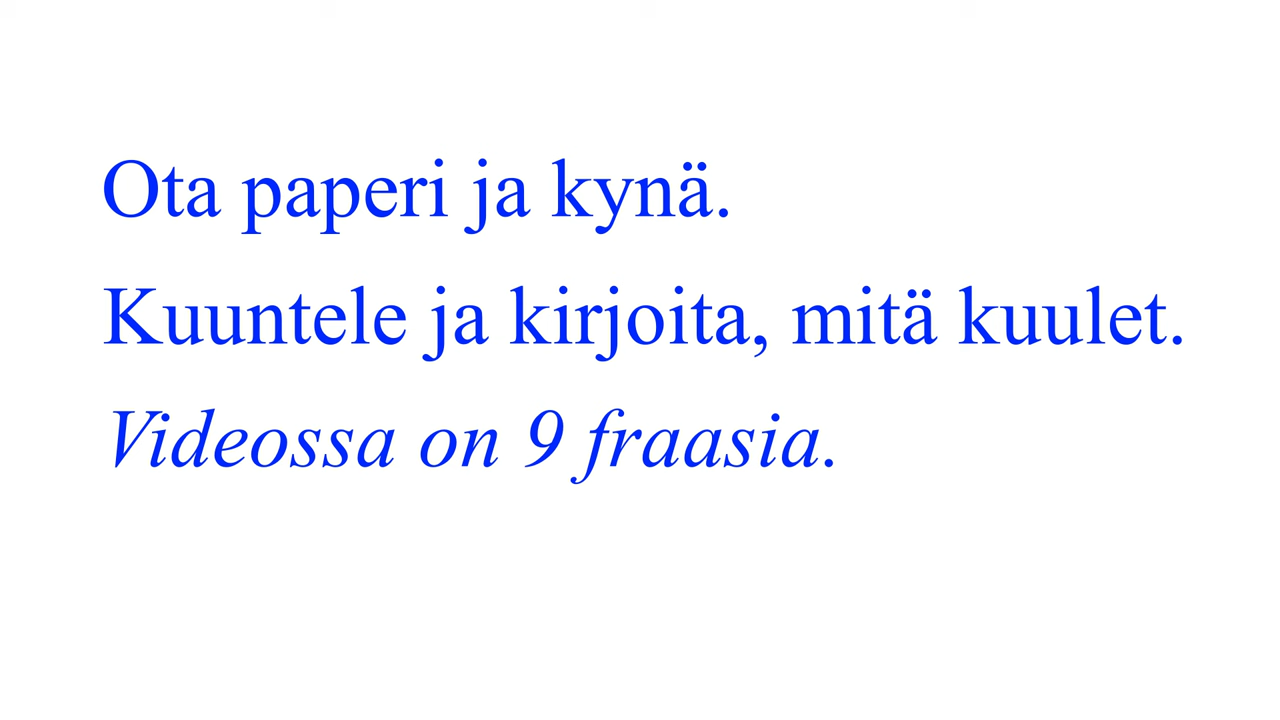 Ota paperi ja kynä.
Kuuntele ja kirjoita, mitä kuulet.
Videossa on 9 fraasia.